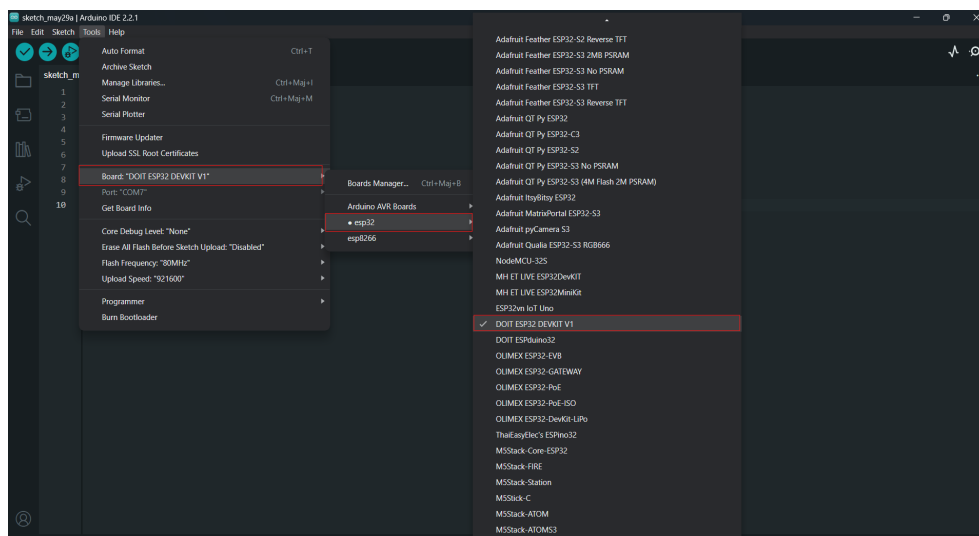 sketch_may29a | Arduino IDE 2.2.1
File Edit Sketch Tools Help
sketch_m
1
2
3
4
5
6
7
8
9
10
Auto Format Ctrl+T
Archive Sketch
Manage Libraries... Ctrl+Maj+I
Serial Monitor Ctrl+Maj+M
Serial Plotter
Firmware Updater
Upload SSL Root Certificates
Board: "DOIT ESP32 DEVKIT V1"
Port: "COM7"
Get Board Info
Core Debug Level: "None"
Erase All Flash Before Sketch Upload: "Disabled"
Flash Frequency: "80MHz"
Upload Speed: "921600"
Programmer
Burn Bootloader
Boards Manager... Ctrl+Maj+B
Arduino AVR Boards
esp32
esp8266
Adafruit Feather ESP32-S2 Reverse TFT
Adafruit Feather ESP32-S3 2MB PSRAM
Adafruit Feather ESP32-S3 No PSRAM
Adafruit Feather ESP32-S3 TFT
Adafruit Feather ESP32-S3 Reverse TFT
Adafruit QT Py ESP32
Adafruit QT Py ESP32-C3
Adafruit QT Py ESP32-S2
Adafruit QT Py ESP32-S3 No PSRAM
Adafruit QT Py ESP32-S3 (4M Flash 2M PSRAM)
Adafruit ItsyBitsy ESP32
Adafruit MatrixPortal ESP32-S3
Adafruit pyCamera S3
Adafruit Qualia ESP32-S3 RGB666
NodeMCU-32S
MH ET LIVE ESP32DevKIT
MH ET LIVE ESP32MiniKit
ESP32vn IoT Uno
DOIT ESP32 DEVKIT V1
DOIT ESPduino32
OLIMEX ESP32-EVB
OLIMEX ESP32-GATEWAY
OLIMEX ESP32-PoE
OLIMEX ESP32-PoE-ISO
OLIMEX ESP32-DevKit-LiPo
ThaiEasyElec's ESPino32
M5Stack-Core-ESP32
M5Stack-FIRE
M5Stack-Station
M5Stick-C
M5Stack-ATOM
M5Stack-ATOMS3